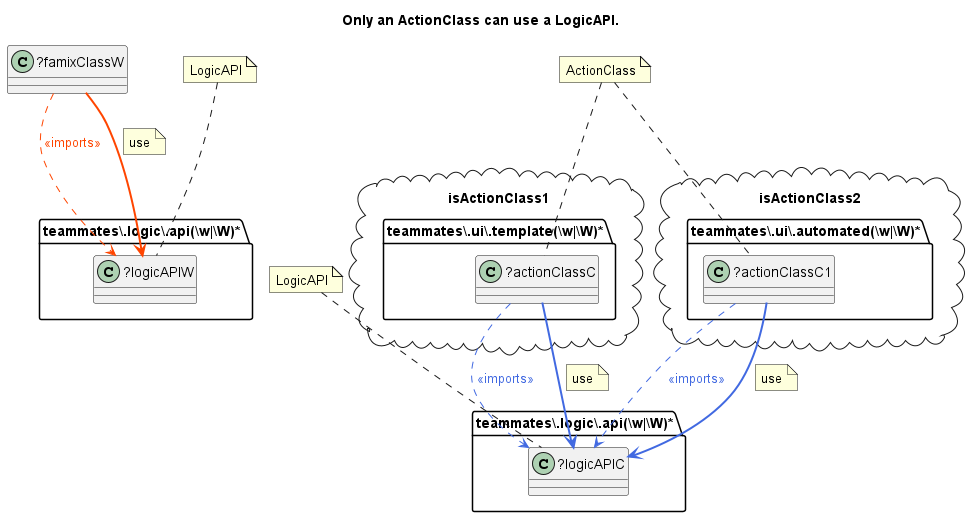 Only an ActionClass can use a LogicAPI.
C ?famixClassW
LogicAPI
ActionClass
«imports»
use
isActionClass1
isActionClass2
teammates\.logic\.api(\w|\W)*
teammates\.ui\.template(\w|\W)*
teammates\.ui\.automated(\w|\W)*
C ?logicAPIW
LogicAPI
C ?actionClassC
C ?actionClassC1
«imports»
use
«imports»
use
teammates\.logic\.api(\w|\W)*
C ?logicAPIC